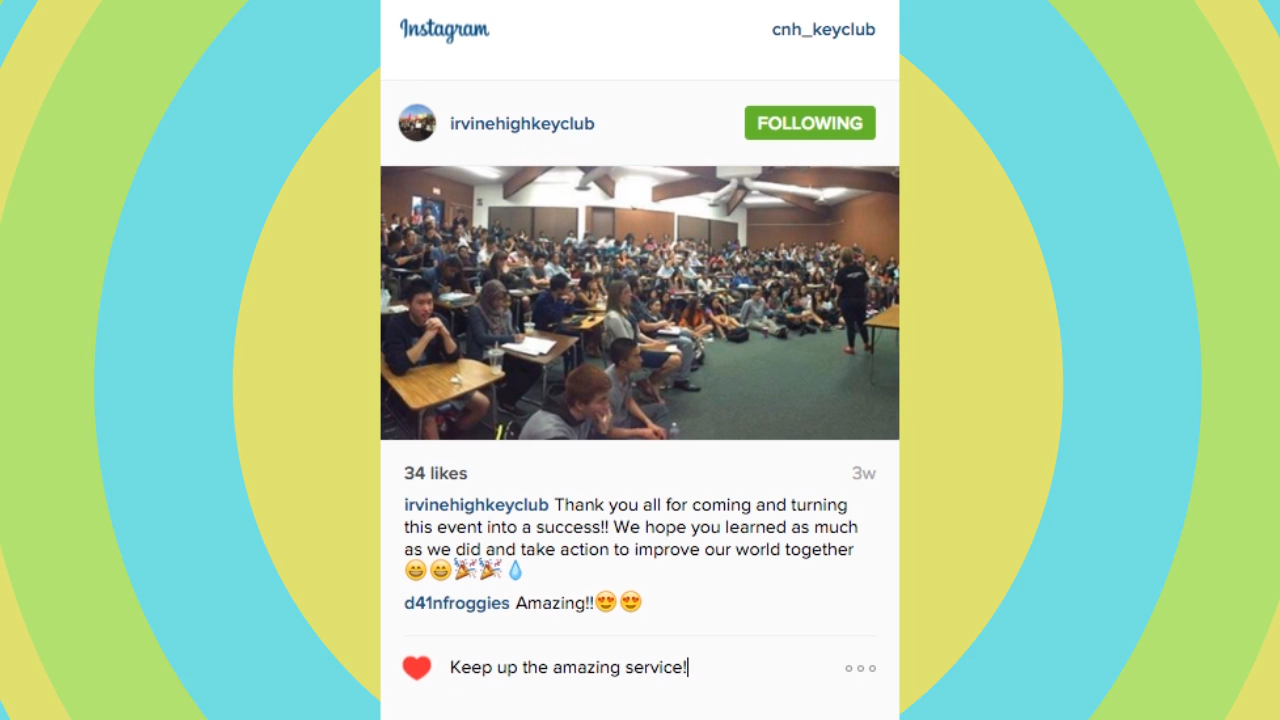 Instagram
cnh_keyclub
irvinehighkeyclub
FOLLOWING
34 likes
3w
irvinehighkeyclub Thank you all for coming and turning
this event into a success!! We hope you learned as much
as we did and take action to improve our world together
😄😄🎉🎉💧
d41nfroggies Amazing!!😍😍
Keep up the amazing service!